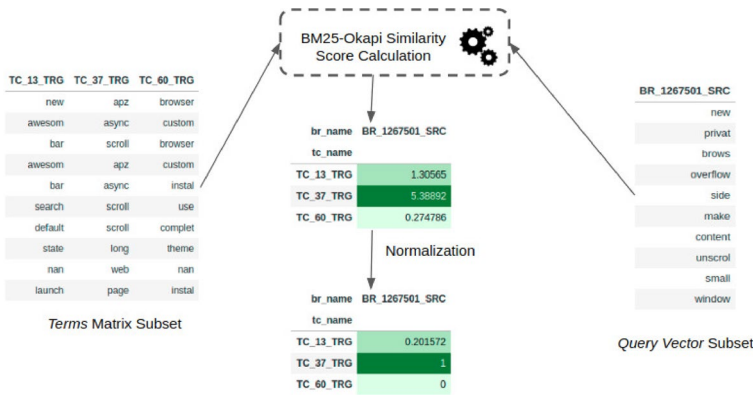 BM25-Okapi Similarity
Score Calculation
TC_13_TRG TC_37_TRG TC_60_TRG
new apz browser
awesom async custom
bar scroll browser
awesom apz custom
bar async instal
search scroll use
default scroll complet
state long theme
nan web nan
launch page instal
Terms Matrix Subset
br_name BR_1267501_SRC
tc_name
TC_13_TRG 1.30565
TC_37_TRG 5.38892
TC_60_TRG 0.274786
Normalization
br_name BR_1267501_SRC
tc_name
TC_13_TRG 0.201572
TC_37_TRG 1
TC_60_TRG 0
BR_1267501_SRC
new
privat
brows
overflow
side
make
content
unscrol
small
window
Query Vector Subset